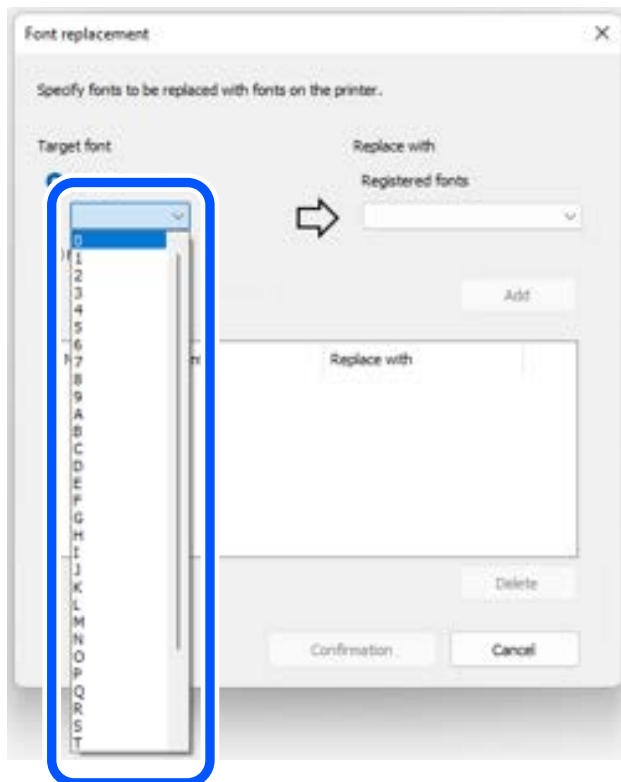 Font replacement
Specify fonts to be replaced with fonts on the printer.
Target font
Replace with
Registered fonts
0
1
2
3
4
5
6
7
8
9
A
B
C
D
E
F
G
H
I
J
K
L
M
N
O
P
Q
R
S
T
Add
Replace with
Delete
Confirmation
Cancel